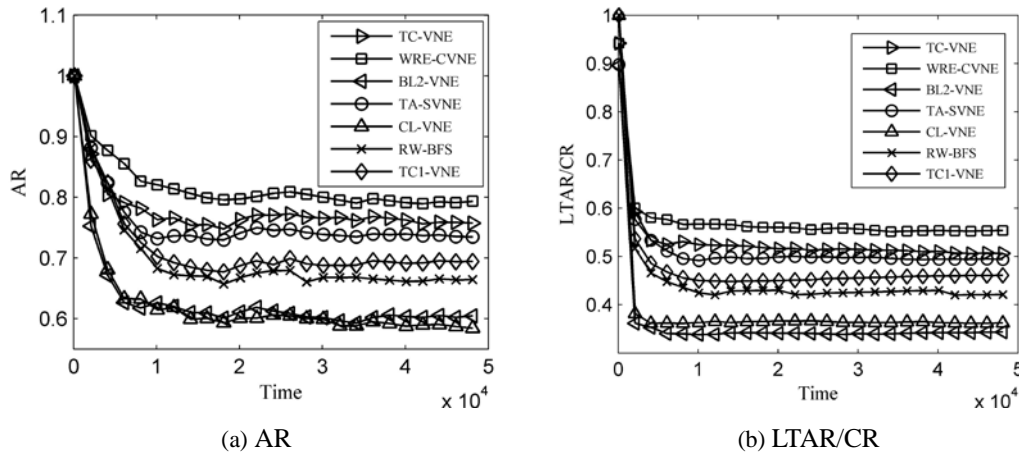 1.1
1
0.9
0.8
0.7
0.6
AR
0
1
2
3
4
5
Time
x 10^4
TC-VNE
WRE-CVNE
BL2-VNE
TA-SVNE
CL-VNE
RW-BFS
TC1-VNE
(a) AR
1
0.9
0.8
0.7
0.6
0.5
0.4
LTAR/CR
0
1
2
3
4
5
Time
x 10^4
TC-VNE
WRE-CVNE
BL2-VNE
TA-SVNE
CL-VNE
RW-BFS
TC1-VNE
(b) LTAR/CR